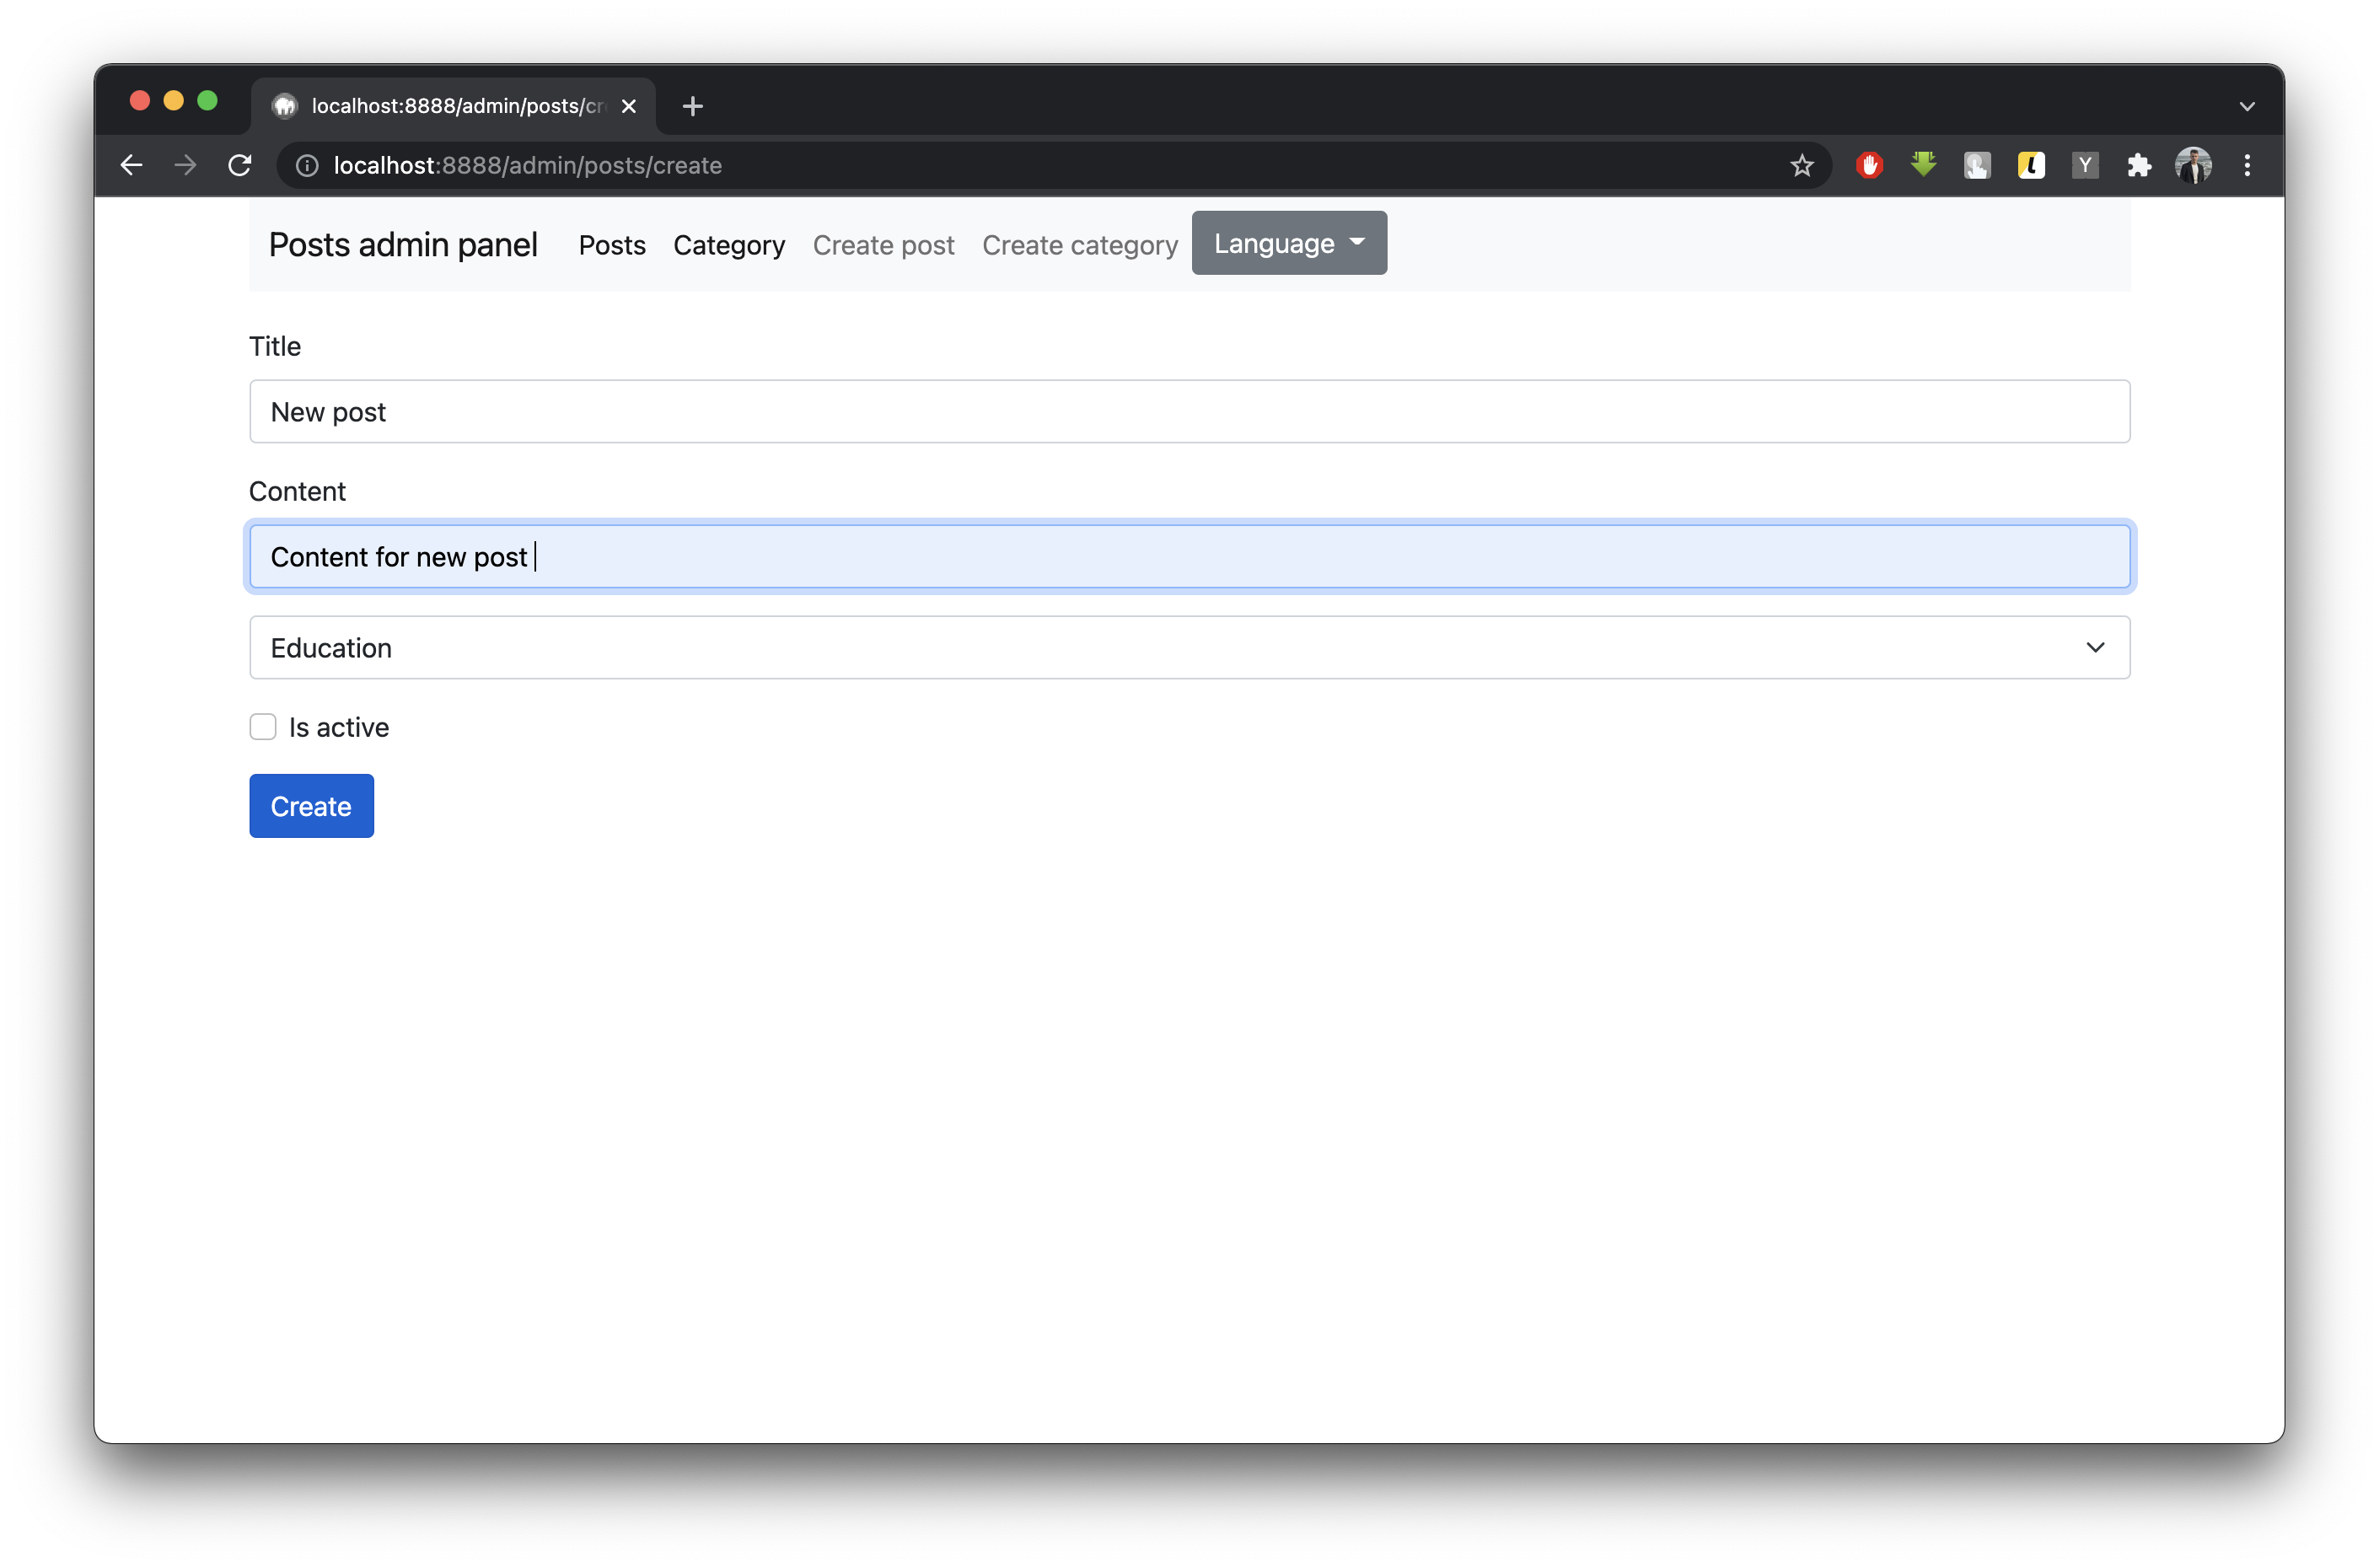 localhost:8888/admin/posts/cr
localhost:8888/admin/posts/create
Y
Posts admin panel Posts Category Create post Create category Language
Title
New post
Content
Content for new post
Education
Is active
Create